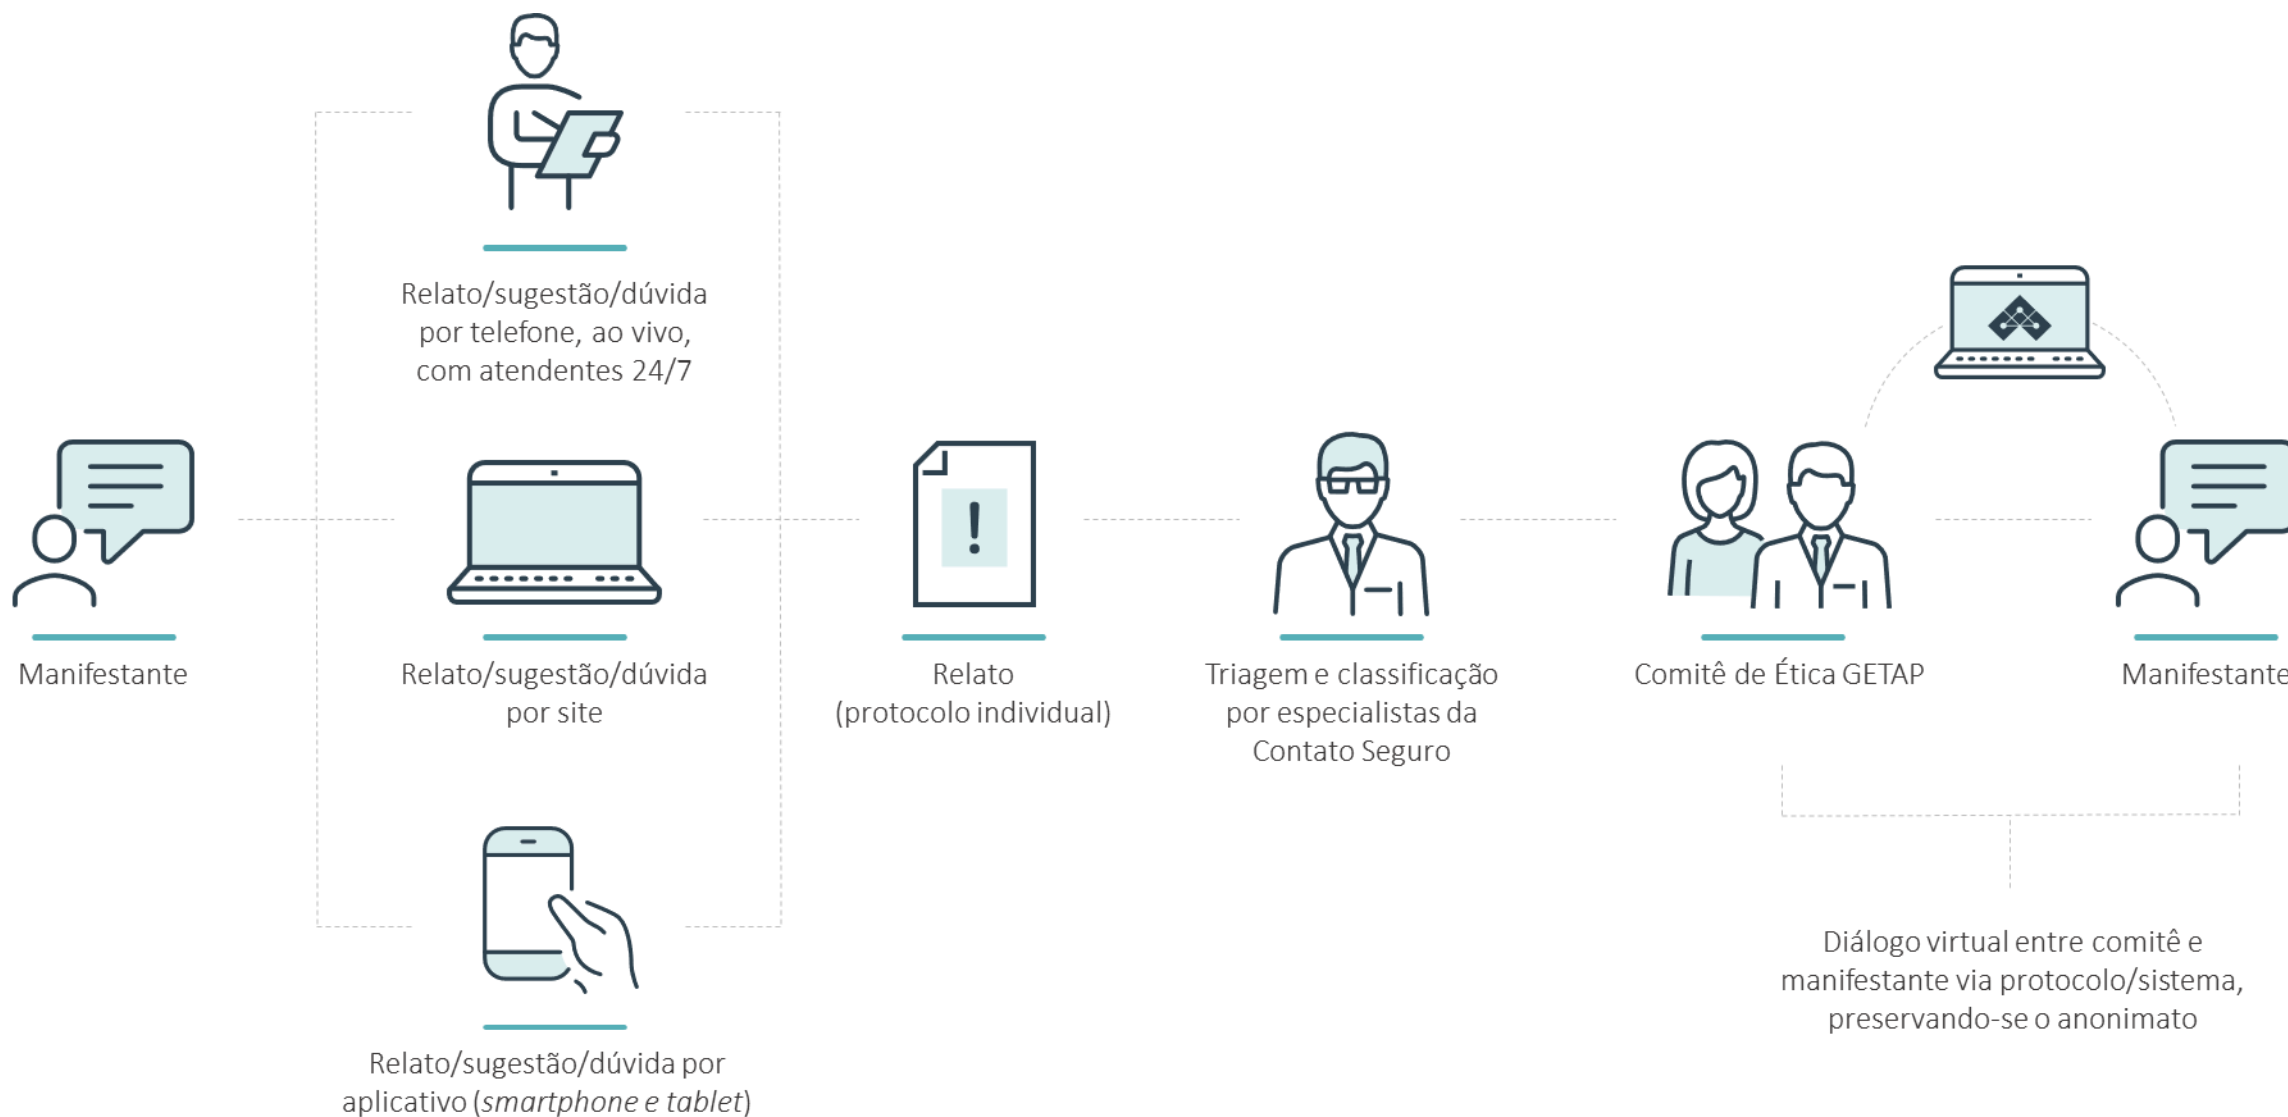 Relato/sugestão/dúvida
por telefone, ao vivo,
com atendentes 24/7
Manifestante
Relato/sugestão/dúvida
por site
Relato/sugestão/dúvida por
aplicativo (smartphone e tablet)
!
Relato
(protocolo individual)
Triagem e classificação
por especialistas da
Contato Seguro
Comitê de Ética GETAP
Manifestante
Diálogo virtual entre comitê e
manifestante via protocolo/sistema,
preservando-se o anonimato